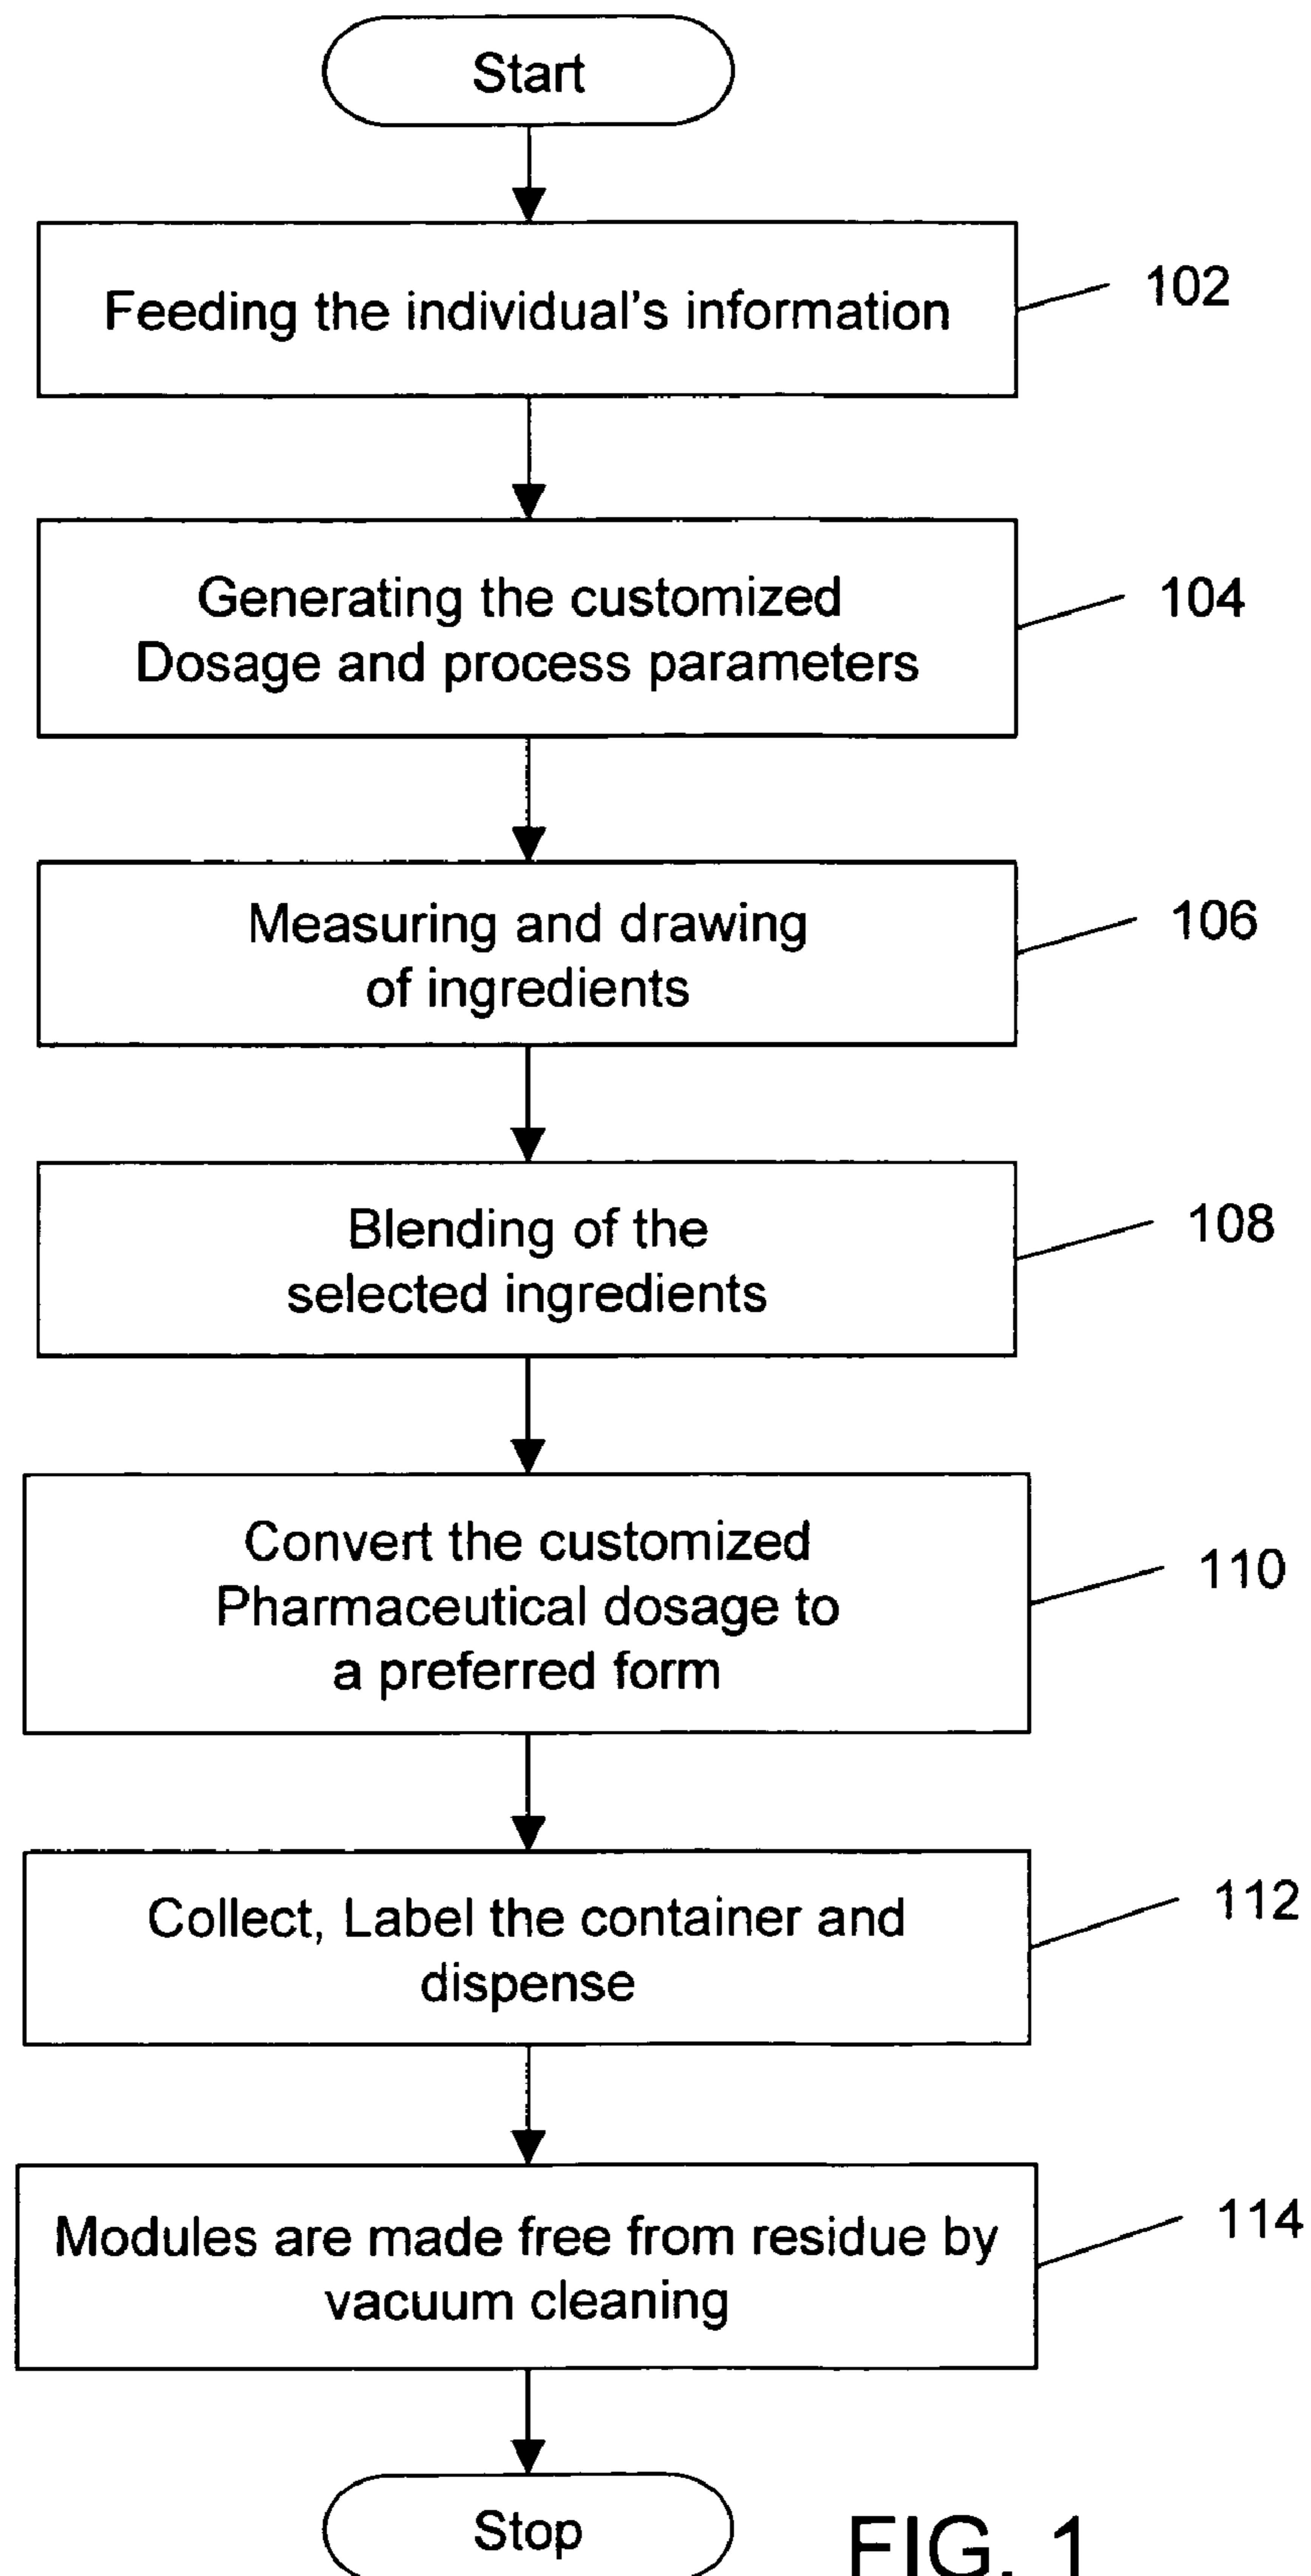 Start
Feeding the individual's information
102
Generating the customized
Dosage and process parameters
104
Measuring and drawing
of ingredients
106
Blending of the
selected ingredients
108
Convert the customized
Pharmaceutical dosage to
a preferred form
110
Collect, Label the container and
dispense
112
Modules are made free from residue by
vacuum cleaning
114
Stop
FIG. 1